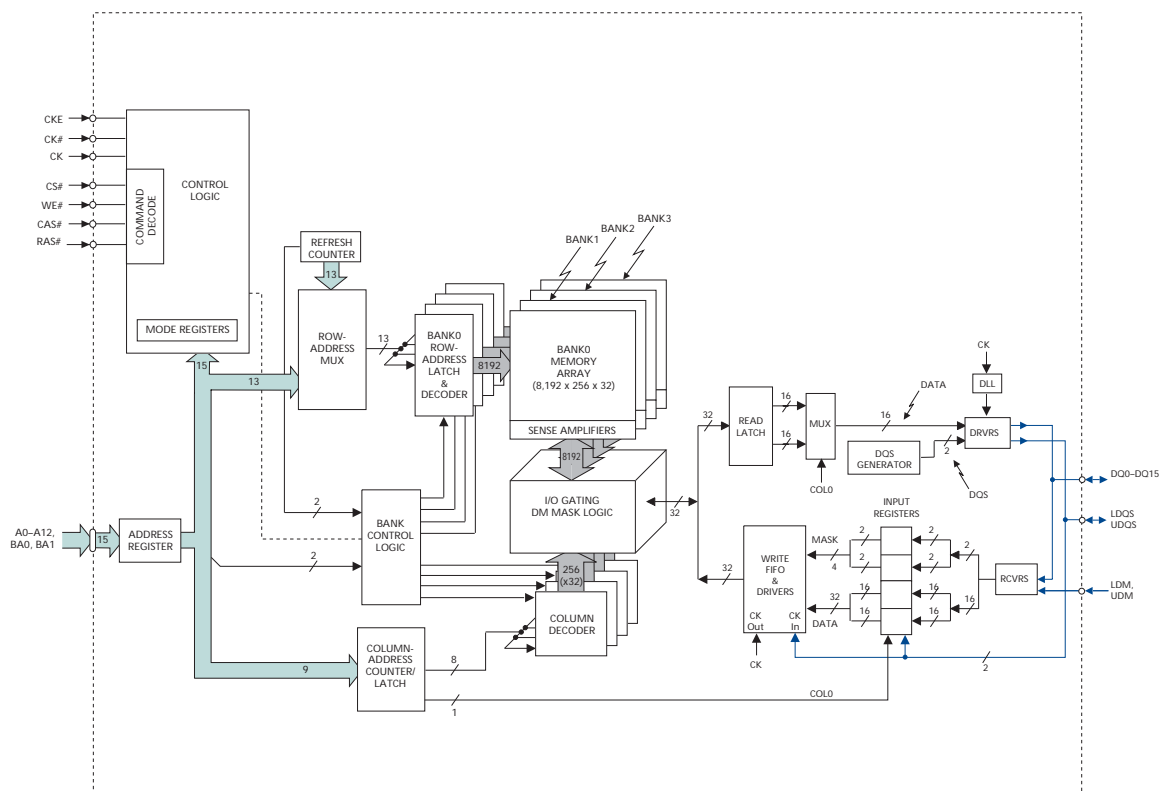 CKE
CK#
CK
CS#
WE#
CAS#
RAS#
COMMAND
DECODE
CONTROL
LOGIC
MODE REGISTERS
15
REFRESH
COUNTER
13
ROW-
ADDRESS
MUX
13
13
BANK0
ROW-
ADDRESS
LATCH
&
DECODER
8192
BANK1
BANK2
BANK3
BANK0
MEMORY
ARRAY
(8,192 x 256 x 32)
SENSE AMPLIFIERS
8192
I/O GATING
DM MASK LOGIC
32
A0–A12,
BA0, BA1
15
ADDRESS
REGISTER
2
2
BANK
CONTROL
LOGIC
256
(x32)
COLUMN
DECODER
9
COLUMN-
ADDRESS
COUNTER/
LATCH
8
1
COL0
32
READ
LATCH
16
16
MUX
COL0
16
DATA
DQS
GENERATOR
2
DQS
CK
DLL
DRVRS
DQ0–DQ15
LDQS
UDQS
LDM,
UDM
INPUT
REGISTERS
32
WRITE
FIFO
&
DRIVERS
CK
Out
CK
In
CK
MASK
4
32
DATA
2
2
16
16
2
2
16
16
2
16
RCVRS
2